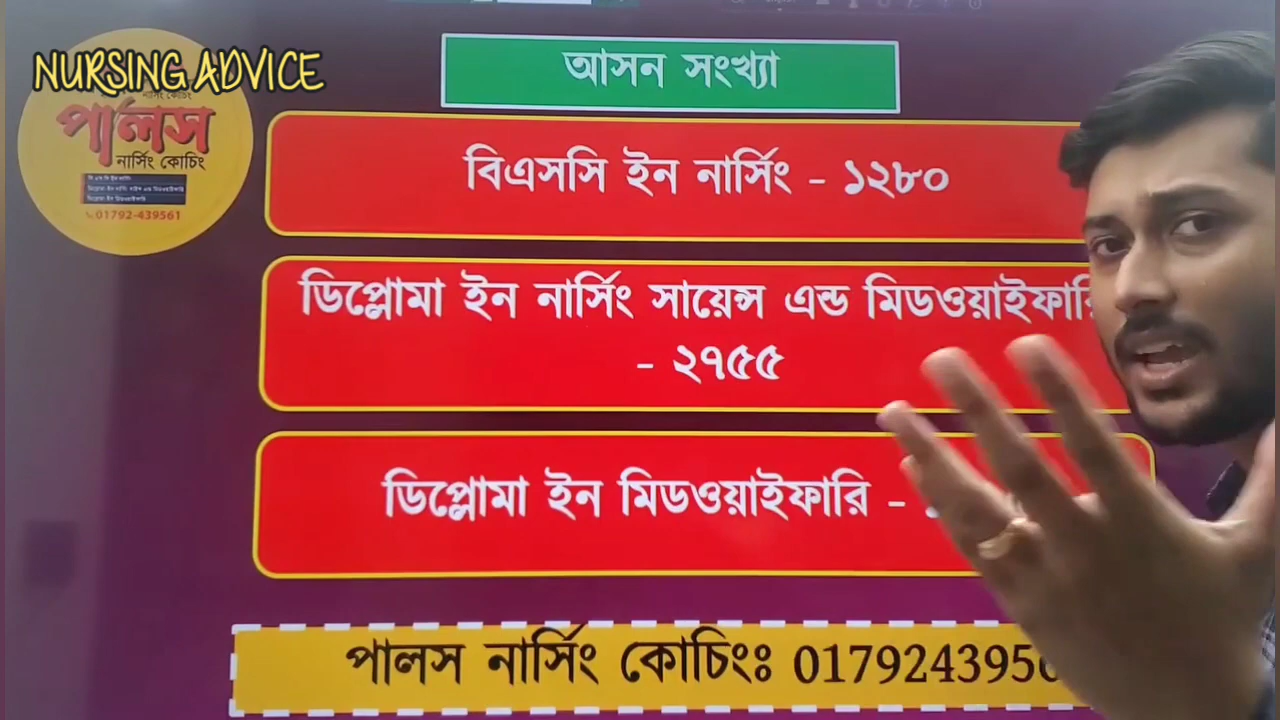 NURSING ADVICE
নার্সিং কোচিং
পালস
নার্সিং কোচিং
01792-439561
আসন সংখ্যা
বিএসসি ইন নার্সিং - ১২৮০
ডিপ্লোমা ইন নার্সিং সায়েন্স এন্ড মিডওয়াইফারি
- ২৭৫৫
ডিপ্লোমা ইন মিডওয়াইফারি -
পালস নার্সিং কোচিংঃ 0179243956